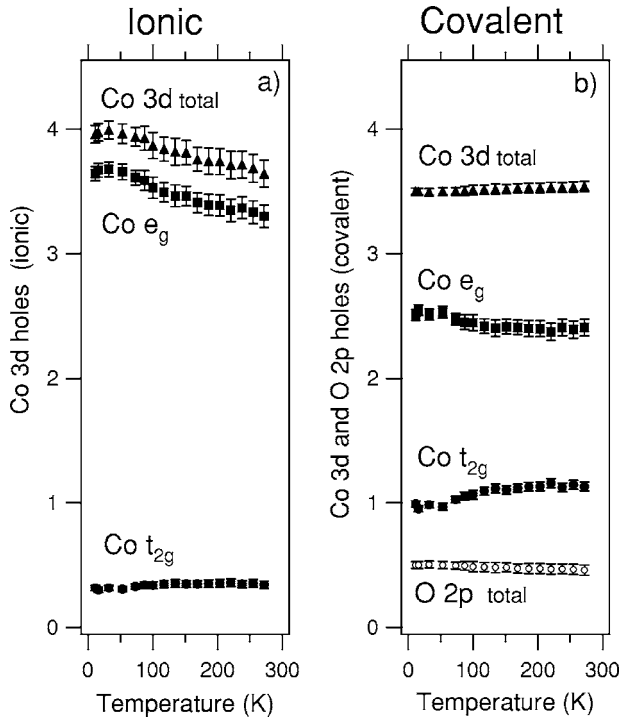 Ionic
a)
Co 3d total
Co eg
Co t2g
Co 3d holes (ionic)
4
3
2
1
0
0 100 200 300
Temperature (K)
Covalent
b)
Co 3d total
Co eg
Co t2g
O 2p total
Co 3d and O 2p holes (covalent)
4
3
2
1
0
0 100 200 300
Temperature (K)